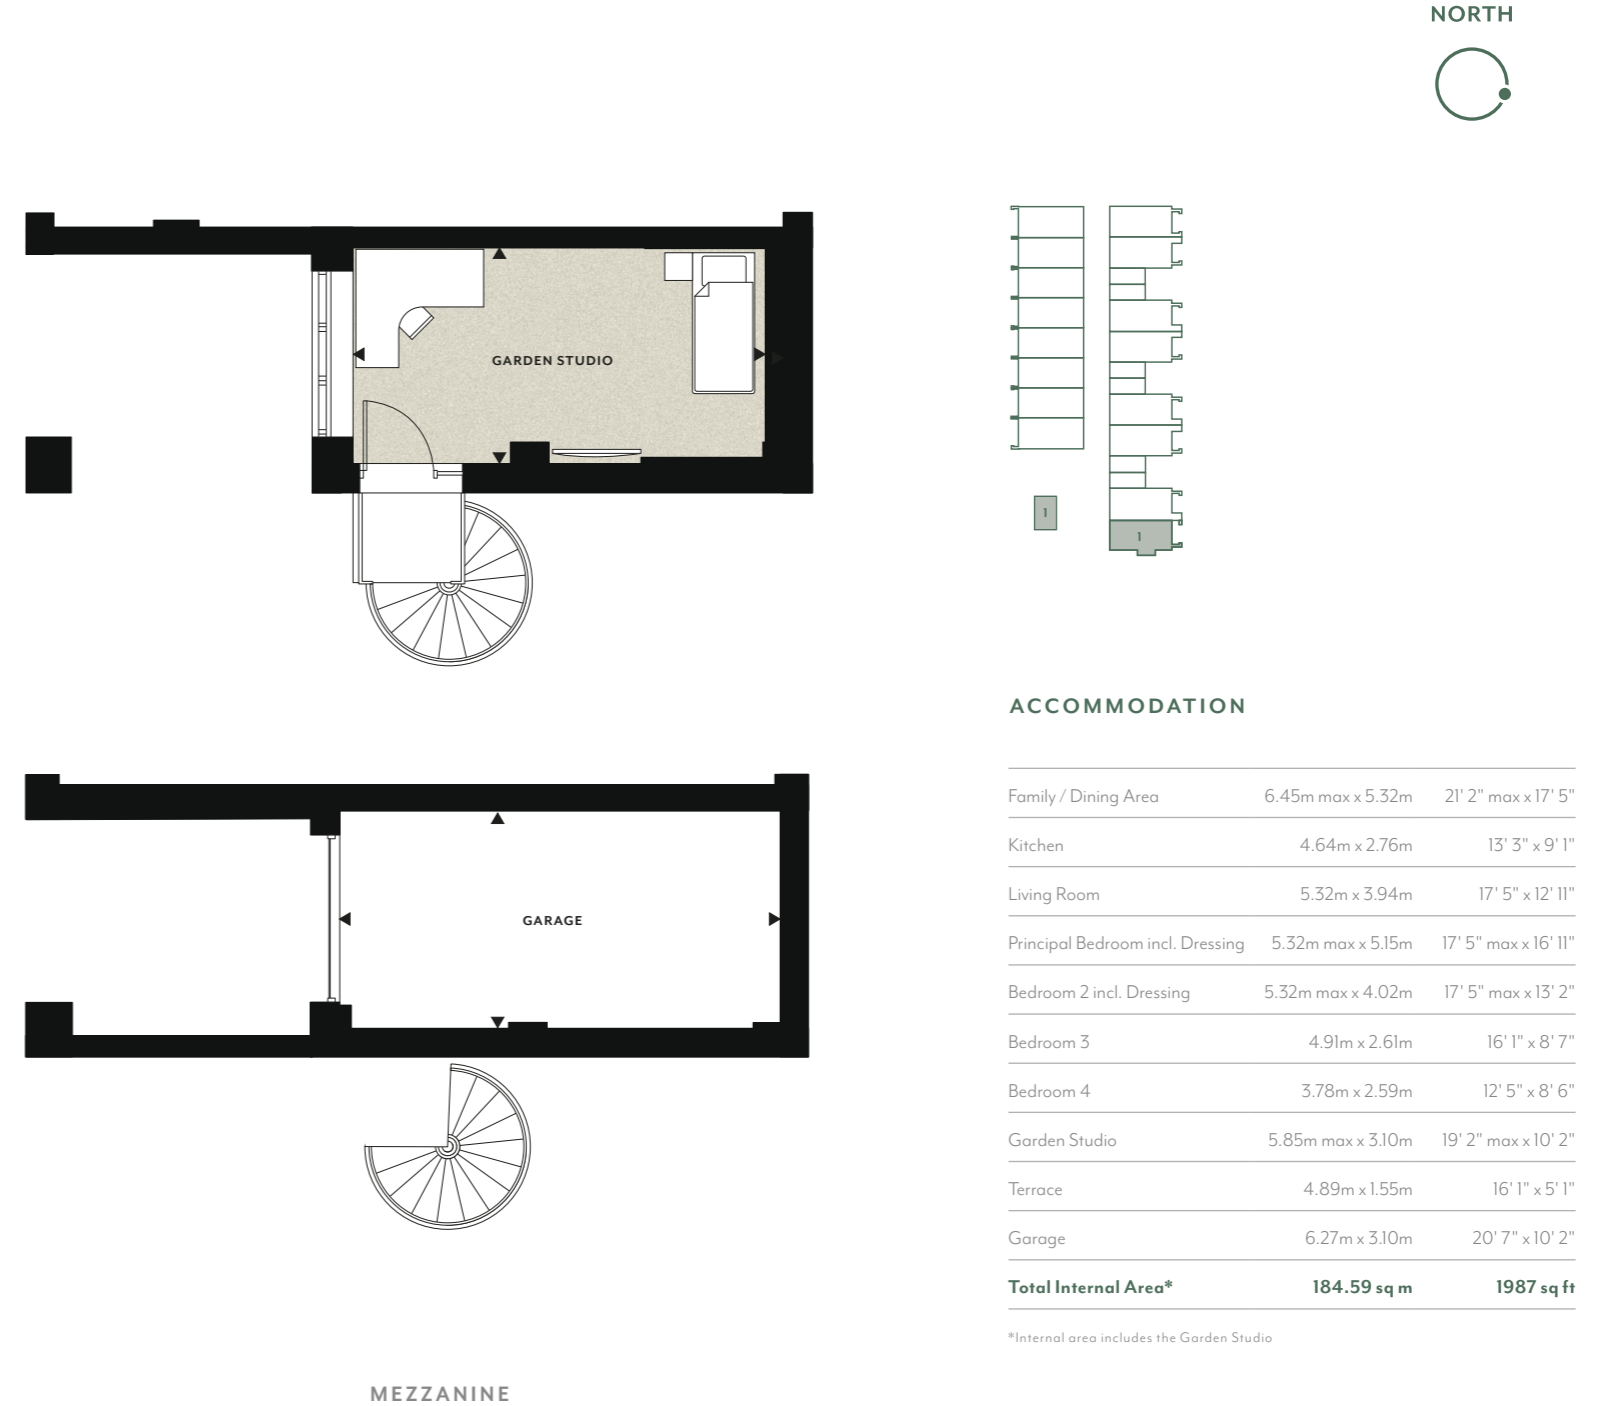 NORTH
GARDEN STUDIO
1
1
ACCOMMODATION
Family / Dining Area 6.45m max x 5.32m 21' 2" max x 17' 5"
Kitchen 4.64m x 2.76m 13' 3" x 9' 1"
Living Room 5.32m x 3.94m 17' 5" x 12' 11"
Principal Bedroom incl. Dressing 5.32m max x 5.15m 17' 5" max x 16' 11"
Bedroom 2 incl. Dressing 5.32m max x 4.02m 17' 5" max x 13' 2"
GARAGE
Bedroom 3 4.91m x 2.61m 16' 1" x 8' 7"
Bedroom 4 3.78m x 2.59m 12' 5" x 8' 6"
Garden Studio 5.85m max x 3.10m 19' 2" max x 10' 2"
Terrace 4.89m x 1.55m 16' 1" x 5' 1"
Garage 6.27m x 3.10m 20' 7" x 10' 2"
Total Internal Area* 184.59 sq m 1987 sq ft
*Internal area includes the Garden Studio
MEZZANINE